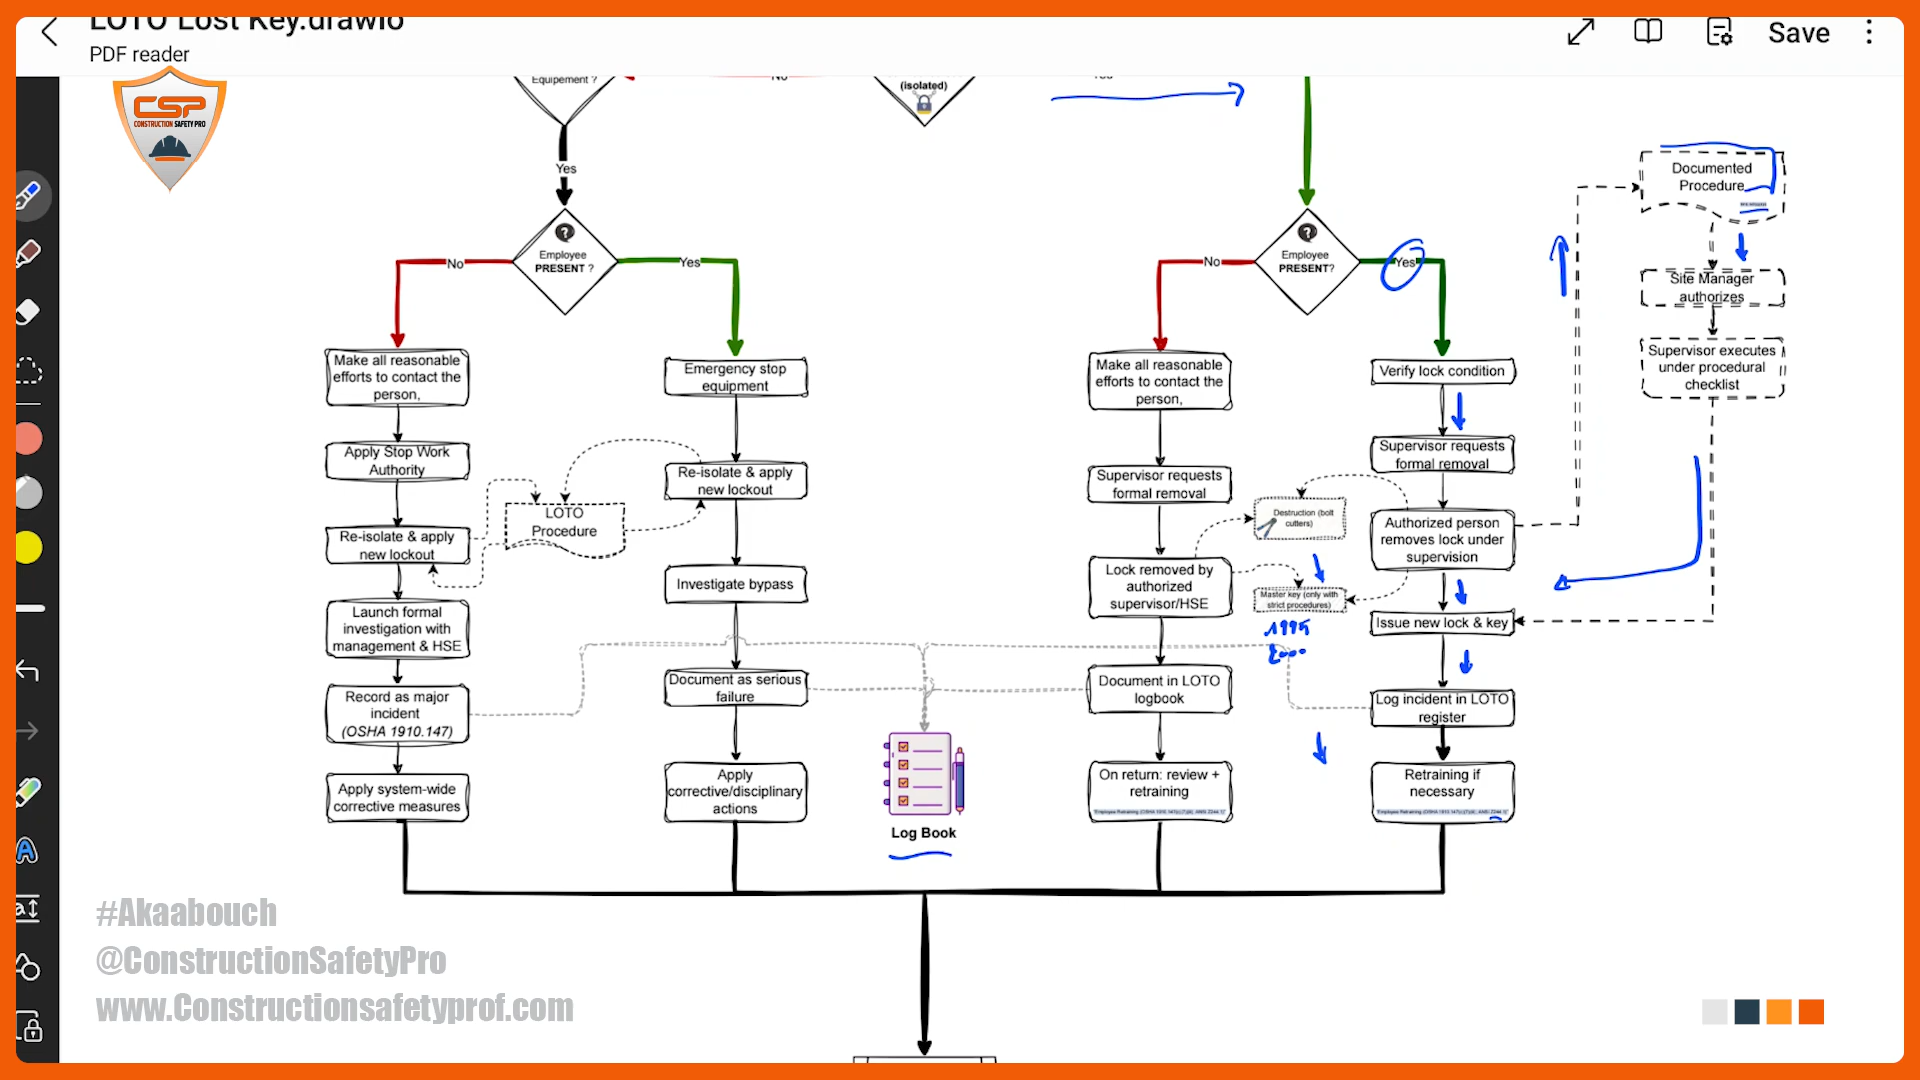 LOTO Lost Key.drawio
PDF reader
Save
CSP
CONSTRUCTION SAFETY PRO
Equipement ?
No
(isolated)
Yes
Yes
Employee
PRESENT ?
No
Yes
Make all reasonable
efforts to contact the
person,
Apply Stop Work
Authority
Re-isolate & apply
new lockout
Launch formal
investigation with
management & HSE
Record as major
incident
(OSHA 1910.147)
Apply system-wide
corrective measures
LOTO
Procedure
Emergency stop
equipment
Re-isolate & apply
new lockout
Investigate bypass
Document as serious
failure
Apply
corrective/disciplinary
actions
Log Book
Employee
PRESENT?
No
Yes
Make all reasonable
efforts to contact the
person,
Supervisor requests
formal removal
Lock removed by
authorized
supervisor/HSE
Document in LOTO
logbook
On return: review +
retraining
Destruction (bolt
cutters)
Master key (only with
strict procedures)
1995
2000
Verify lock condition
Supervisor requests
formal removal
Authorized person
removes lock under
supervision
Issue new lock & key
Log incident in LOTO
register
Retraining if
necessary
Documented
Procedure
Site Manager
authorizes
Supervisor executes
under procedural
checklist
#Akaabouch
@ConstructionSafetyPro
www.Constructionsafetyprof.com